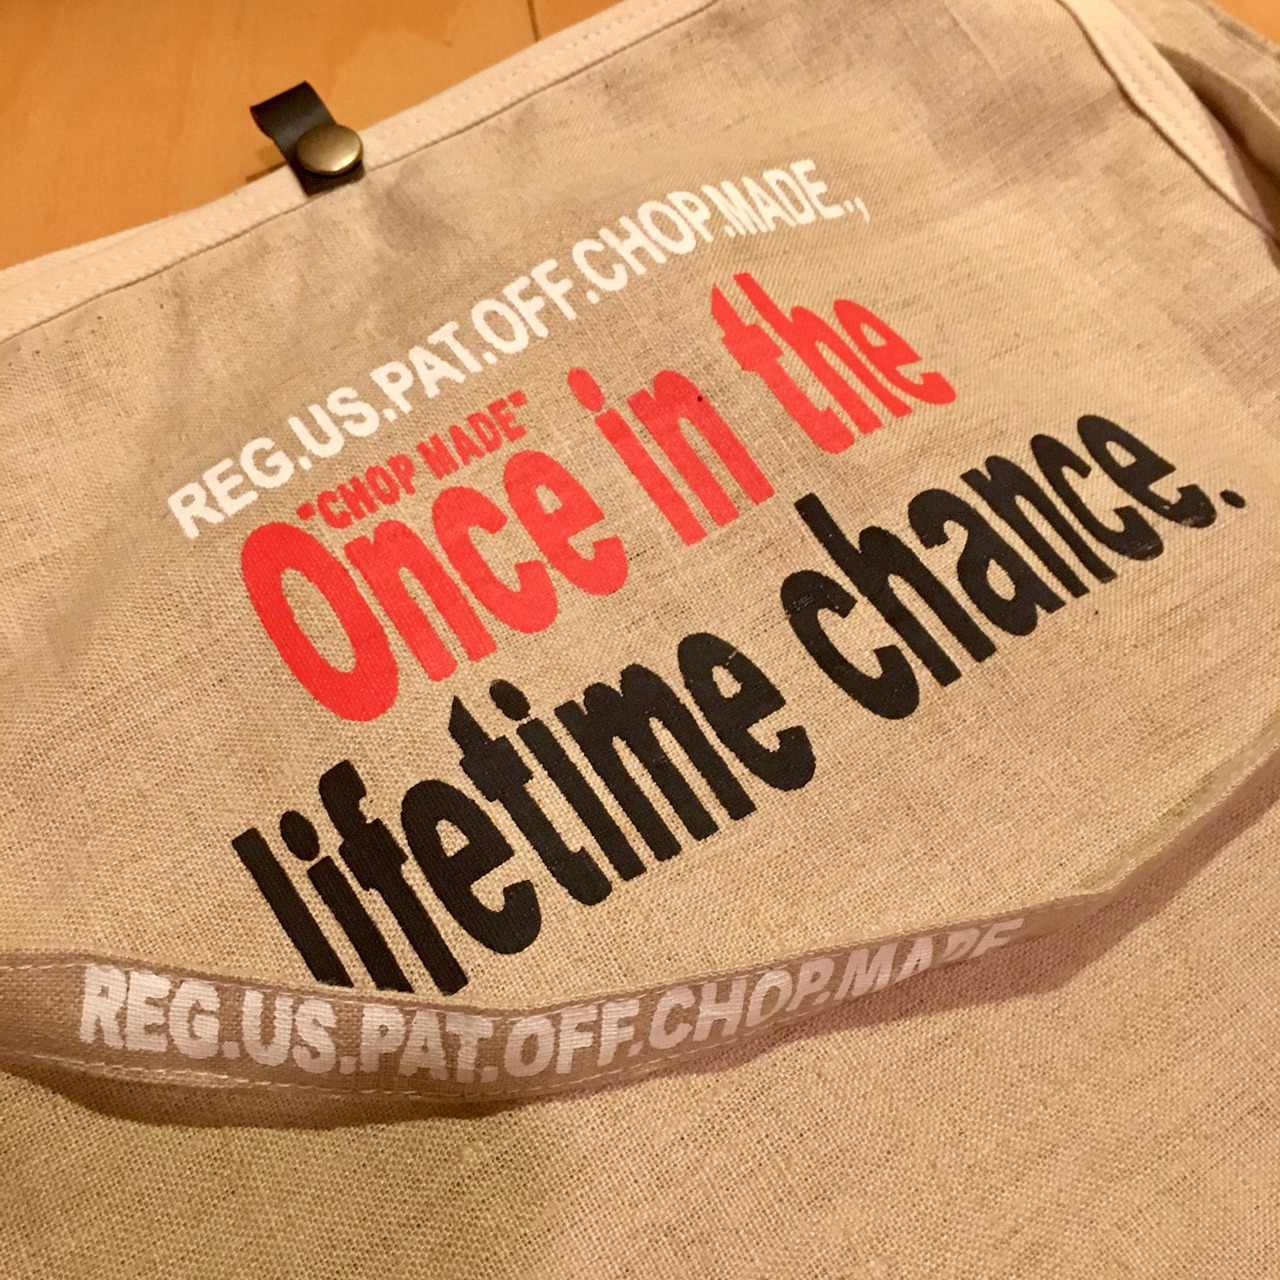 REG.US.PAT.OFF.CHOP.MADE.,
"CHOP MADE"
Once in the
lifetime chance.
REG.US.PAT.OFF.CHOP.MADE